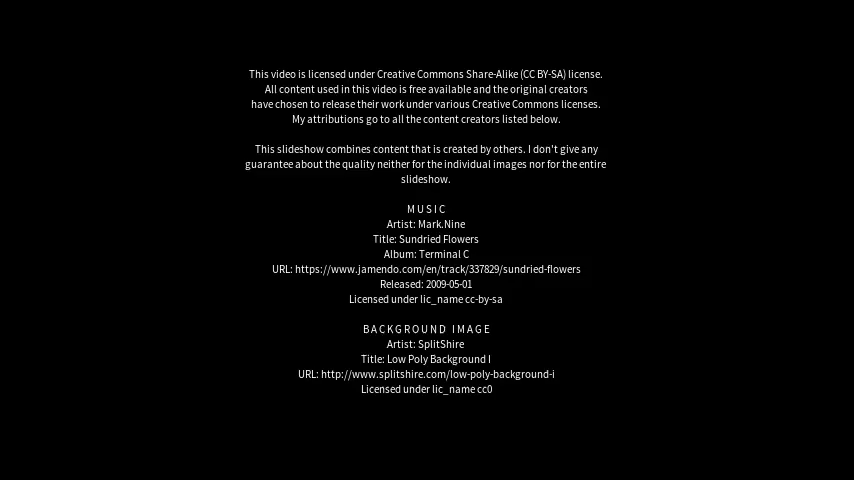 This video is licensed under Creative Commons Share-Alike (CC BY-SA) license.
All content used in this video is free available and the original creators
have chosen to release their work under various Creative Commons licenses.
My attributions go to all the content creators listed below.
This slideshow combines content that is created by others. I don't give any
guarantee about the quality neither for the individual images nor for the entire
slideshow.
MUSIC
Artist: Mark.Nine
Title: Sundried Flowers
Album: Terminal C
URL: https://www.jamendo.com/en/track/337829/sundried-flowers
Released: 2009-05-01
Licensed under lic_name cc-by-sa
BACKGROUND IMAGE
Artist: SplitShire
Title: Low Poly Background I
URL: http://www.splitshire.com/low-poly-background-i
Licensed under lic_name cc0